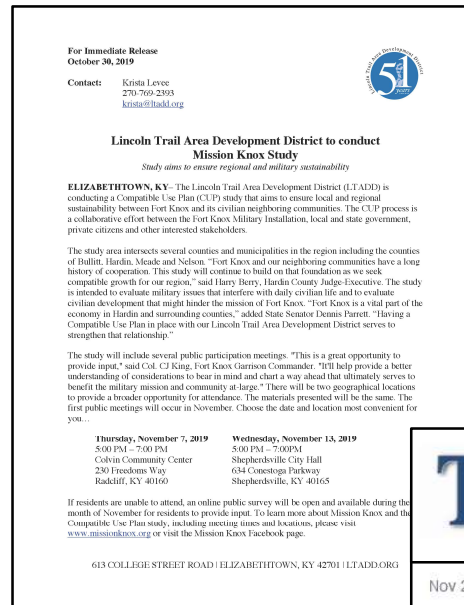 For Immediate Release
October 30, 2019
Lincoln Trail Area Development District
51
years
Contact: Krista Levee
270-769-2393
krista@ltadd.org
Lincoln Trail Area Development District to conduct
Mission Knox Study
Study aims to ensure regional and military sustainability
ELIZABETHTOWN, KY– The Lincoln Trail Area Development District (LTADD) is
conducting a Compatible Use Plan (CUP) study that aims to ensure local and regional
sustainability between Fort Knox and its civilian neighboring communities. The CUP process is
a collaborative effort between the Fort Knox Military Installation, local and state government,
private citizens and other interested stakeholders.
The study area intersects several counties and municipalities in the region including the counties
of Bullitt, Hardin, Meade and Nelson. "Fort Knox and our neighboring communities have a long
history of cooperation. This study will continue to build on that foundation as we seek
compatible growth for our region," said Harry Berry, Hardin County Judge-Executive. The study
is intended to evaluate military issues that interfere with daily civilian life and to evaluate
civilian development that might hinder the mission of Fort Knox. "Fort Knox is a vital part of the
economy in Hardin and surrounding counties," added State Senator Dennis Parrett. "Having a
Compatible Use Plan in place with our Lincoln Trail Area Development District serves to
strengthen that relationship."
The study will include several public participation meetings. "This is a great opportunity to
provide input," said Col. CJ King, Fort Knox Garrison Commander. "It'll help provide a better
understanding of considerations to bear in mind and chart a way ahead that ultimately serves to
benefit the military mission and community at-large." There will be two geographical locations
to provide a broader opportunity for attendance. The materials presented will be the same. The
first public meetings will occur in November. Choose the date and location most convenient for
you…
Thursday, November 7, 2019 Wednesday, November 13, 2019
5:00 PM – 7:00 PM 5:00 PM – 7:00PM
Colvin Community Center Shepherdsville City Hall
230 Freedoms Way 634 Conestoga Parkway
Radcliff, KY 40160 Shepherdsville, KY 40165
If residents are unable to attend, an online public survey will be open and available during the
month of November for residents to provide input. To learn more about Mission Knox and the
Compatible Use Plan study, including meeting times and locations, please visit
www.missionknox.org or visit the Mission Knox Facebook page.
613 COLLEGE STREET ROAD | ELIZABETHTOWN, KY 42701 | LTADD.ORG
T
Nov 2